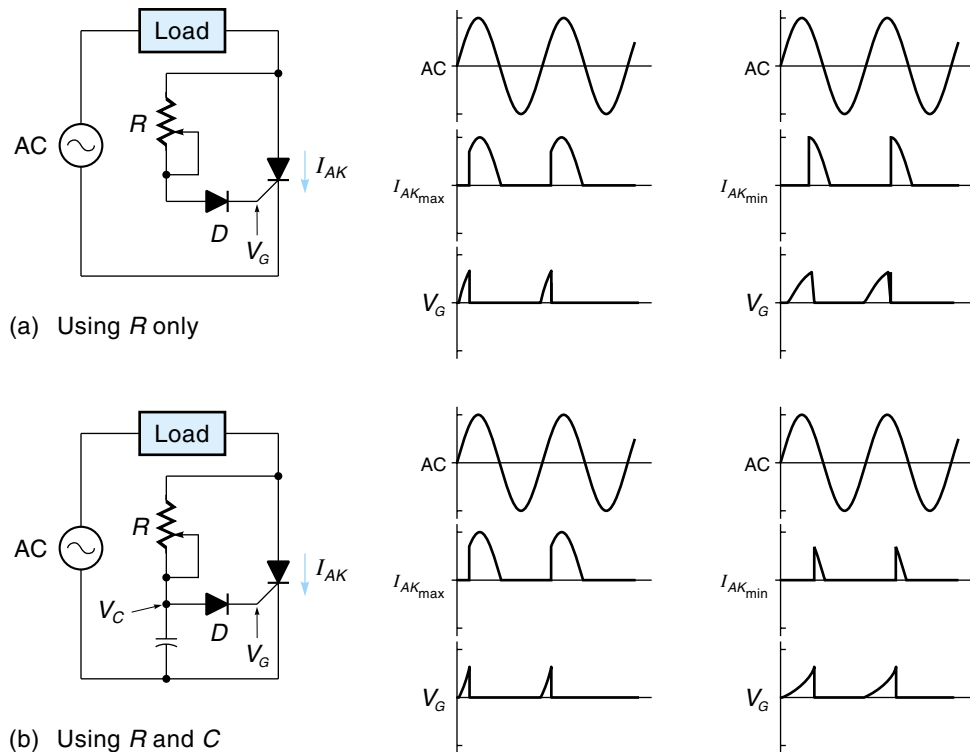 Load
AC
R
I_AK
D
V_G
(a) Using R only
AC
I_AKmax
V_G
AC
I_AKmin
V_G
Load
AC
R
I_AK
V_C
D
V_G
(b) Using R and C
AC
I_AKmax
V_G
AC
I_AKmin
V_G